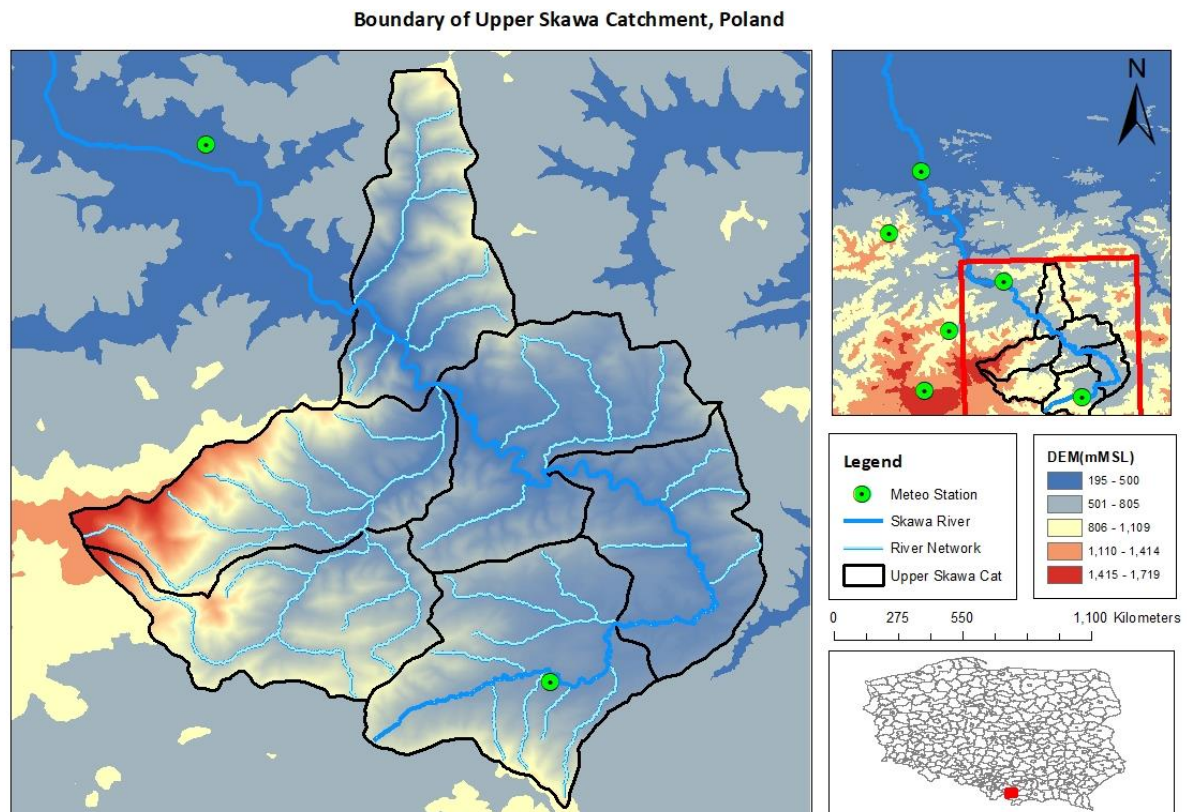 Boundary of Upper Skawa Catchment, Poland
N
Legend
Meteo Station
Skawa River
River Network
Upper Skawa Cat
DEM(mMSL)
195 - 500
501 - 805
806 - 1,109
1,110 - 1,414
1,415 - 1,719
0 275 550 1,100 Kilometers